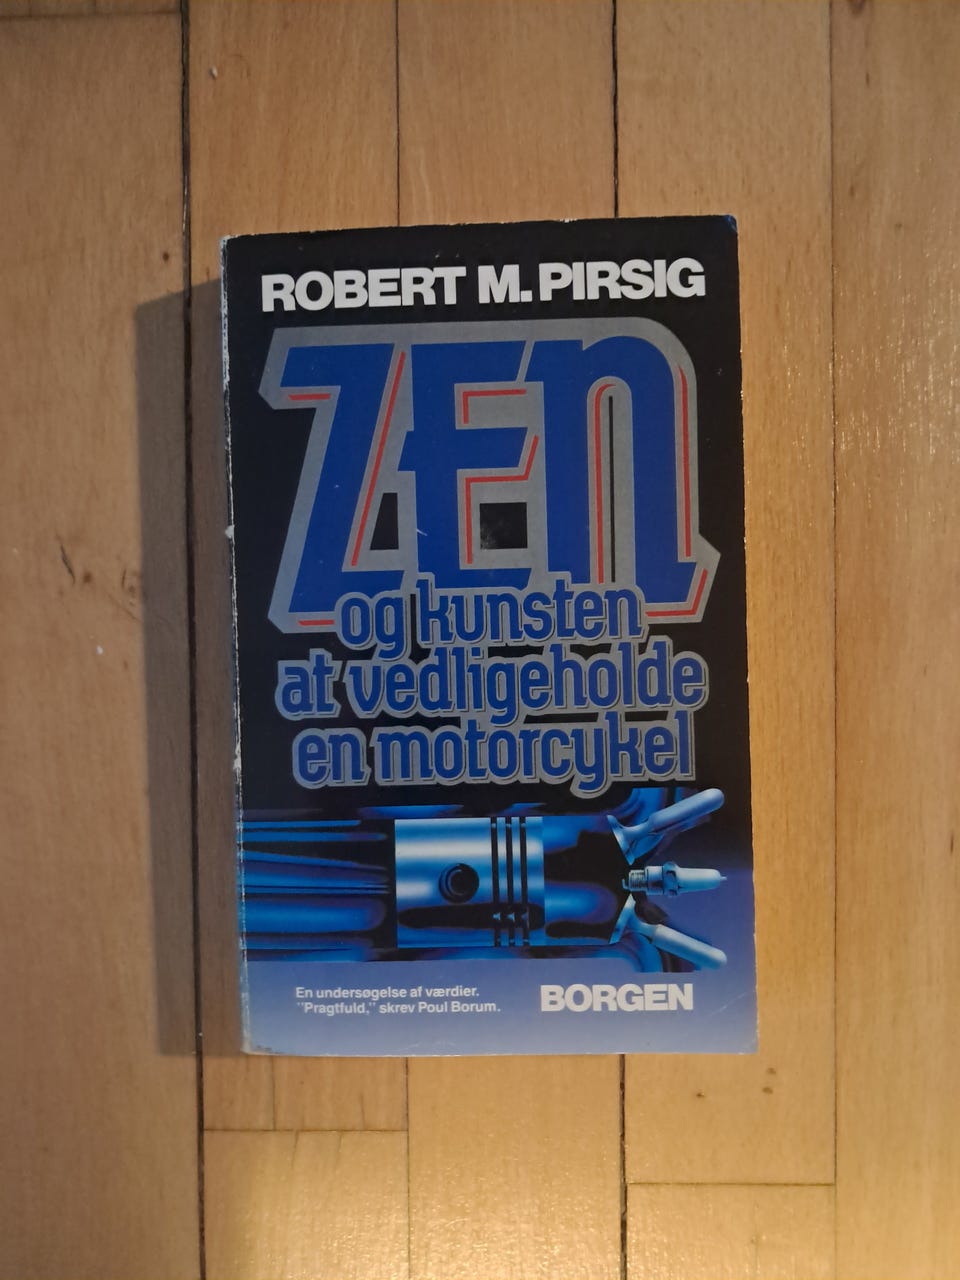 ROBERT M. PIRSIG
ZEN
og kunsten
at vedligeholde
en motorcykel
En undersøgelse af værdier.
"Pragtfuld," skrev Poul Borum.
BORGEN